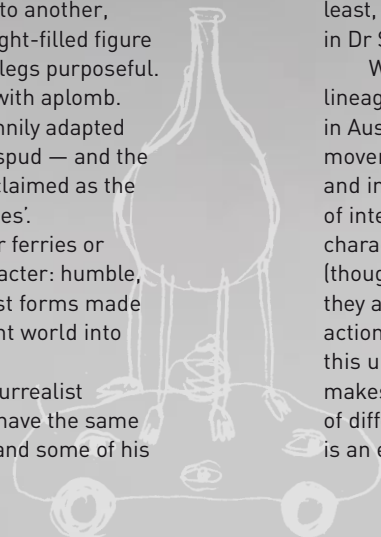 to another,
ght-filled figure
legs purposeful.
with aplomb.
nnily adapted
spud — and the
claimed as the
es’.
r ferries or
acter: humble,
st forms made
nt world into
urrealist
have the same
and some of his
least,
in Dr S
W
lineag
in Aus
mover
and in
of inte
chara
(thoug
they a
action
this u
makes
of diff
is an e